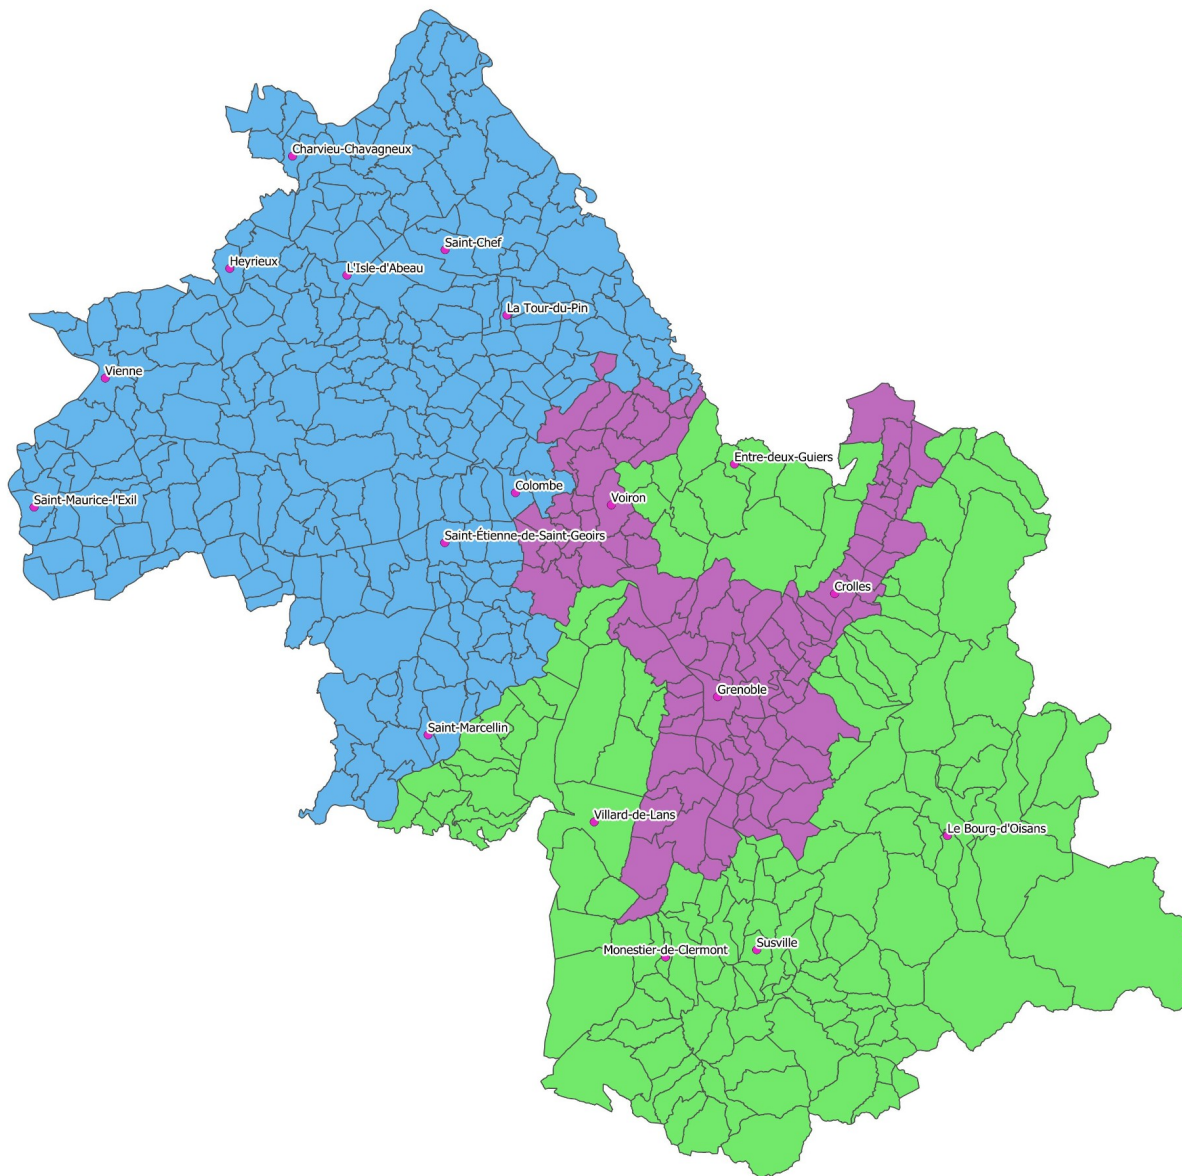 Charvieu-Chavagneux
Saint-Chef
Heyrieux
L'Isle-d'Abeau
La Tour-du-Pin
Vienne
Entre-deux-Guiers
Colombe
Saint-Maurice-l'Exil
Voiron
Saint-Étienne-de-Saint-Geoirs
Crolles
Grenoble
Saint-Marcellin
Villard-de-Lans
Le Bourg-d'Oisans
Monestier-de-Clermont
Susville